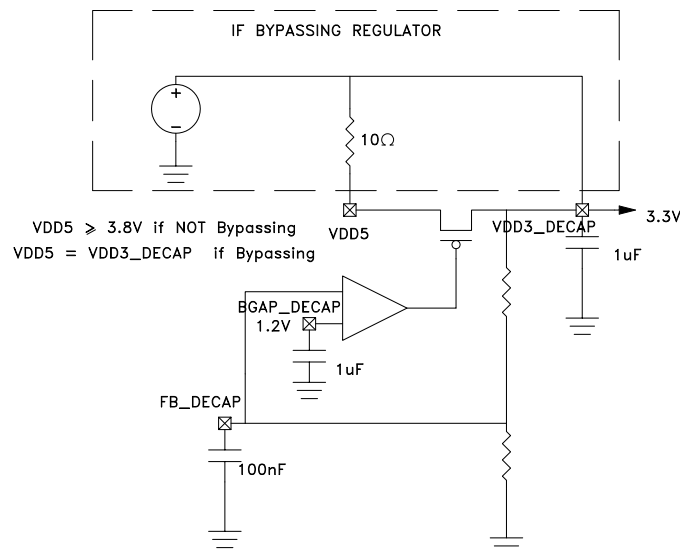 IF BYPASSING REGULATOR
+
−
10Ω
VDD5 ⩾ 3.8V if NOT Bypassing
VDD5 = VDD3_DECAP if Bypassing
VDD5
VDD3_DECAP
3.3V
1uF
BGAP_DECAP
1.2V
1uF
FB_DECAP
100nF